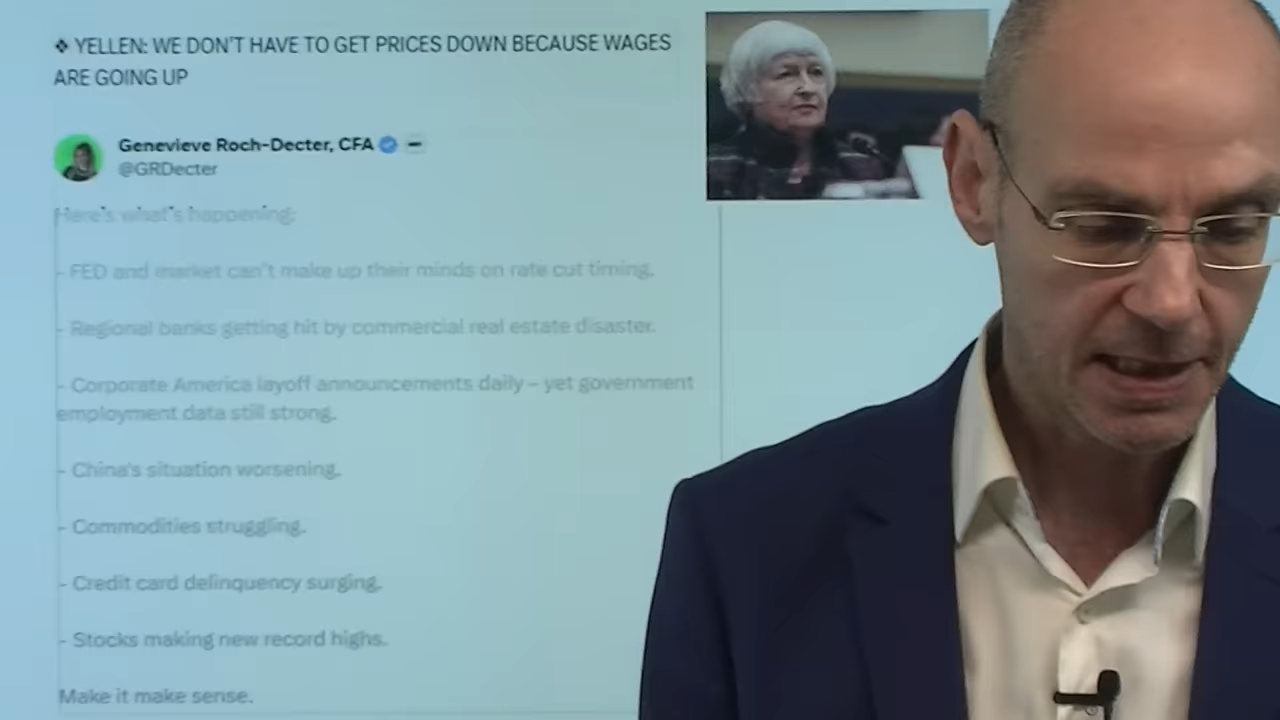 ❖ YELLEN: WE DON'T HAVE TO GET PRICES DOWN BECAUSE WAGES
ARE GOING UP
Genevieve Roch-Decter, CFA
@GRDecter
Here's what's happening:
- FED and market can't make up their minds on rate cut timing.
- Regional banks getting hit by commercial real estate disaster.
- Corporate America layoff announcements daily – yet government
employment data still strong.
- China's situation worsening.
- Commodities struggling.
- Credit card delinquency surging.
- Stocks making new record highs.
Make it make sense.